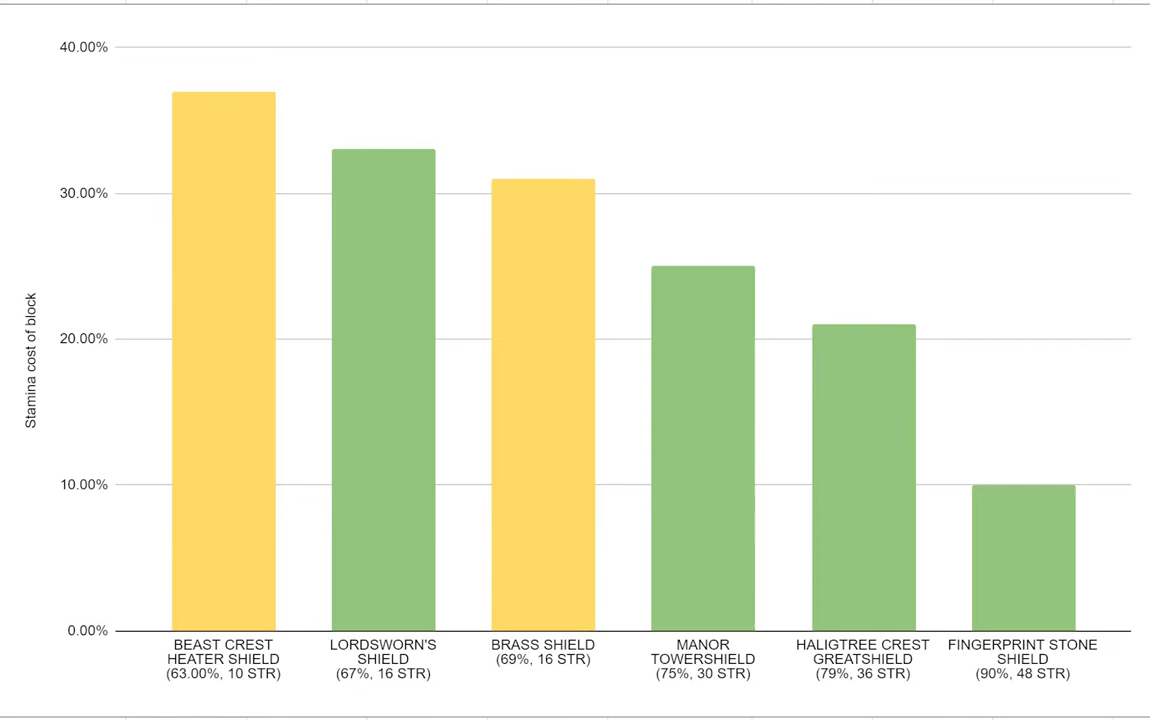 40.00%
30.00%
20.00%
10.00%
0.00%
Stamina cost of block
BEAST CREST
HEATER SHIELD
(63.00%, 10 STR)
LORDSWORN'S
SHIELD
(67%, 16 STR)
BRASS SHIELD
(69%, 16 STR)
MANOR
TOWERSHIELD
(75%, 30 STR)
HALIGTREE CREST
GREATSHIELD
(79%, 36 STR)
FINGERPRINT STONE
SHIELD
(90%, 48 STR)